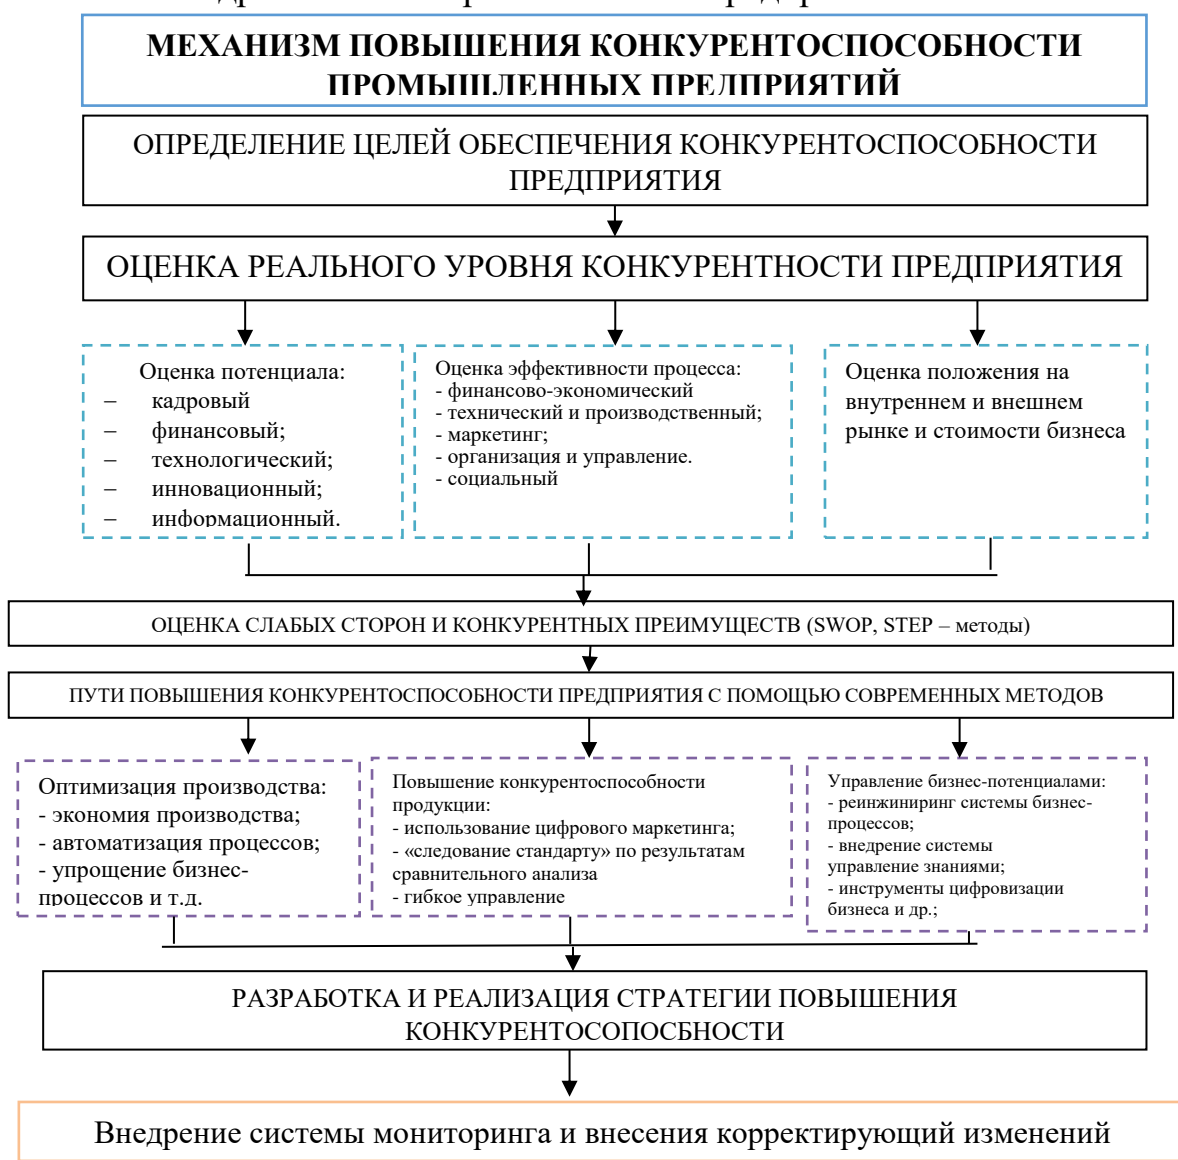 МЕХАНИЗМ ПОВЫШЕНИЯ КОНКУРЕНТОСПОСОБНОСТИ
ПРОМЫШЛЕННЫХ ПРЕДПРИЯТИЙ
ОПРЕДЕЛЕНИЕ ЦЕЛЕЙ ОБЕСПЕЧЕНИЯ КОНКУРЕНТОСПОСОБНОСТИ
ПРЕДПРИЯТИЯ
ОЦЕНКА РЕАЛЬНОГО УРОВНЯ КОНКУРЕНТНОСТИ ПРЕДПРИЯТИЯ
Оценка потенциала:
– кадровый
– финансовый;
– технологический;
– инновационный;
– информационный.
Оценка эффективности процесса:
- финансово-экономический
- технический и производственный;
- маркетинг;
- организация и управление.
- социальный
Оценка положения на
внутреннем и внешнем
рынке и стоимости бизнеса
ОЦЕНКА СЛАБЫХ СТОРОН И КОНКУРЕНТНЫХ ПРЕИМУЩЕСТВ (SWOP, STEP – методы)
ПУТИ ПОВЫШЕНИЯ КОНКУРЕНТОСПОСОБНОСТИ ПРЕДПРИЯТИЯ С ПОМОЩЬЮ СОВРЕМЕННЫХ МЕТОДОВ
Оптимизация производства:
- экономия производства;
- автоматизация процессов;
- упрощение бизнес-
процессов и т.д.
Повышение конкурентоспособности
продукции:
- использование цифрового маркетинга;
- «следование стандарту» по результатам
сравнительного анализа
- гибкое управление
Управление бизнес-потенциалами:
- реинжиниринг системы бизнес-
процессов;
- внедрение системы
управление знаниями;
- инструменты цифровизации
бизнеса и др.;
РАЗРАБОТКА И РЕАЛИЗАЦИЯ СТРАТЕГИИ ПОВЫШЕНИЯ
КОНКУРЕНТОСОПОСБНОСТИ
Внедрение системы мониторинга и внесения корректирующий изменений